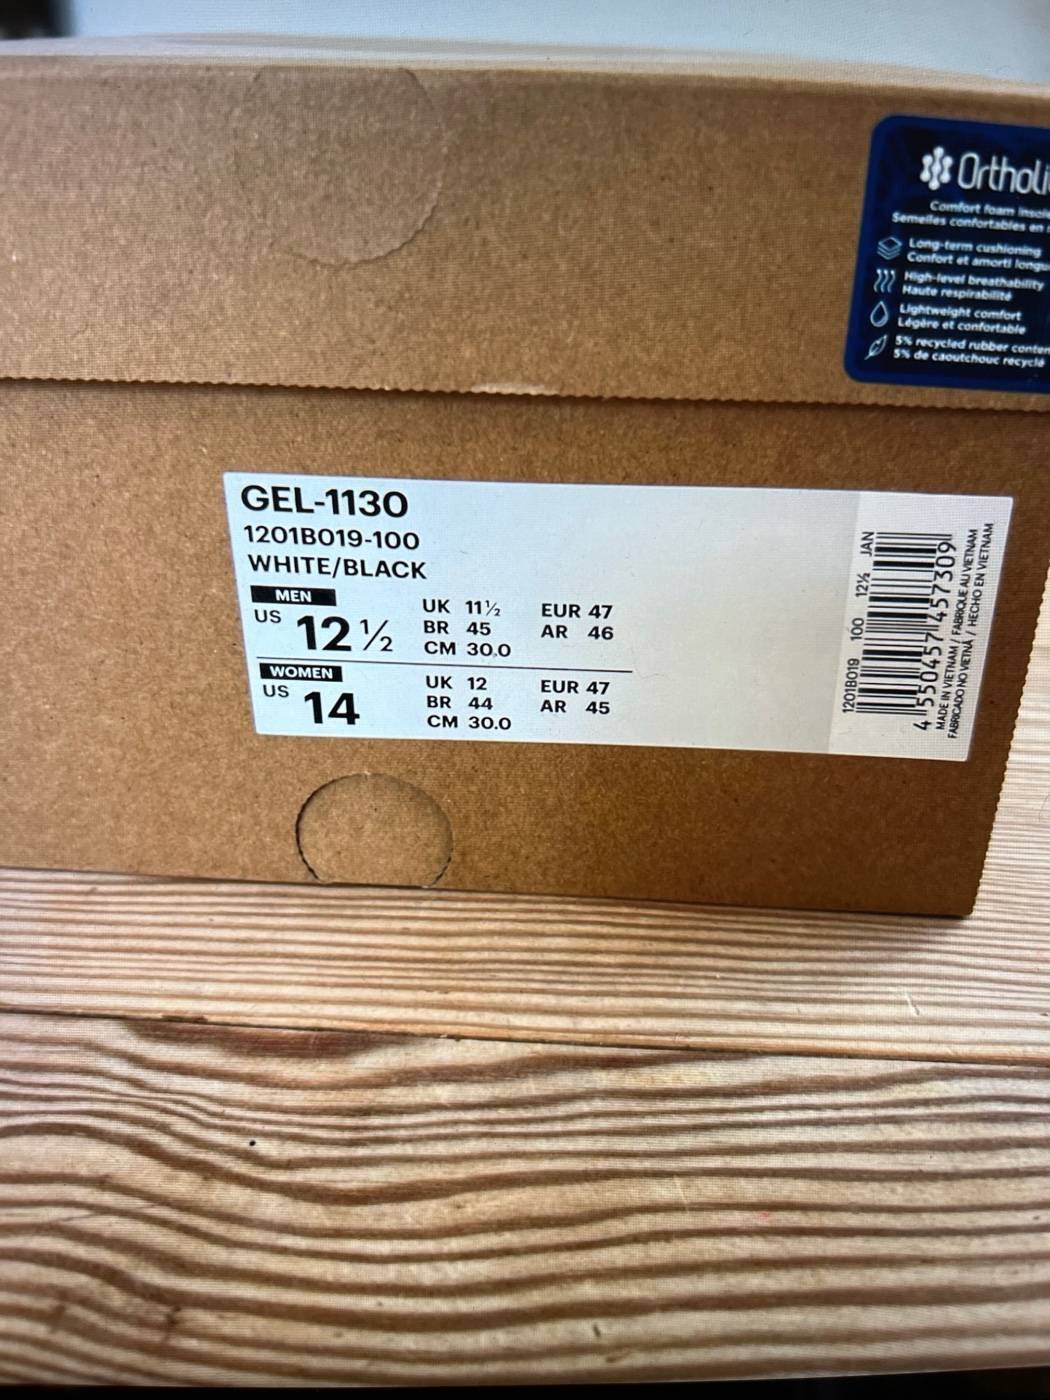 Ortholi
Comfort foam insole
Semelles confortables en
Long-term cushioning
Confort et amorti longu
High-level breathability
Haute respirabilité
Lightweight comfort
Légère et confortable
5% recycled rubber conten
5% de caoutchouc recyclé
GEL-1130
1201B019-100
WHITE/BLACK
MEN
US 12 ½
UK 11½ EUR 47
BR 45 AR 46
CM 30.0
WOMEN
US 14
UK 12 EUR 47
BR 44 AR 45
CM 30.0
1201B019 100 12½ JAN
4 550457 457309
MADE IN VIETNAM / FABRIQUE AU VIETNAM
FABRICADO NO VIETNÃ / HECHO EN VIETNAM